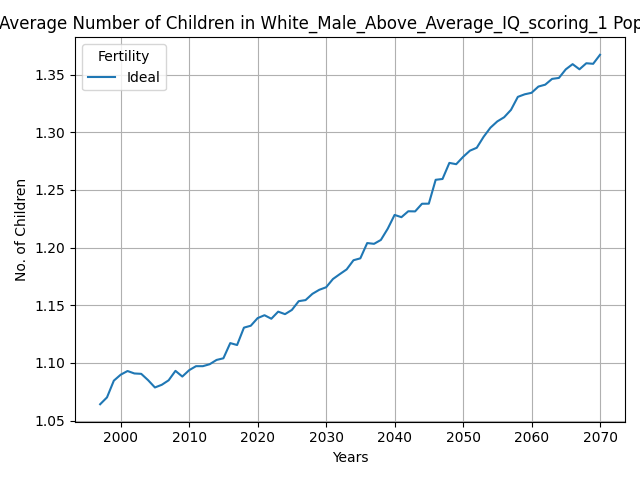 Average Number of Children in White_Male_Above_Average_IQ_scoring_1 Pop
Fertility
Ideal
1.35
1.30
1.25
1.20
1.15
1.10
1.05
No. of Children
2000 2010 2020 2030 2040 2050 2060 2070
Years